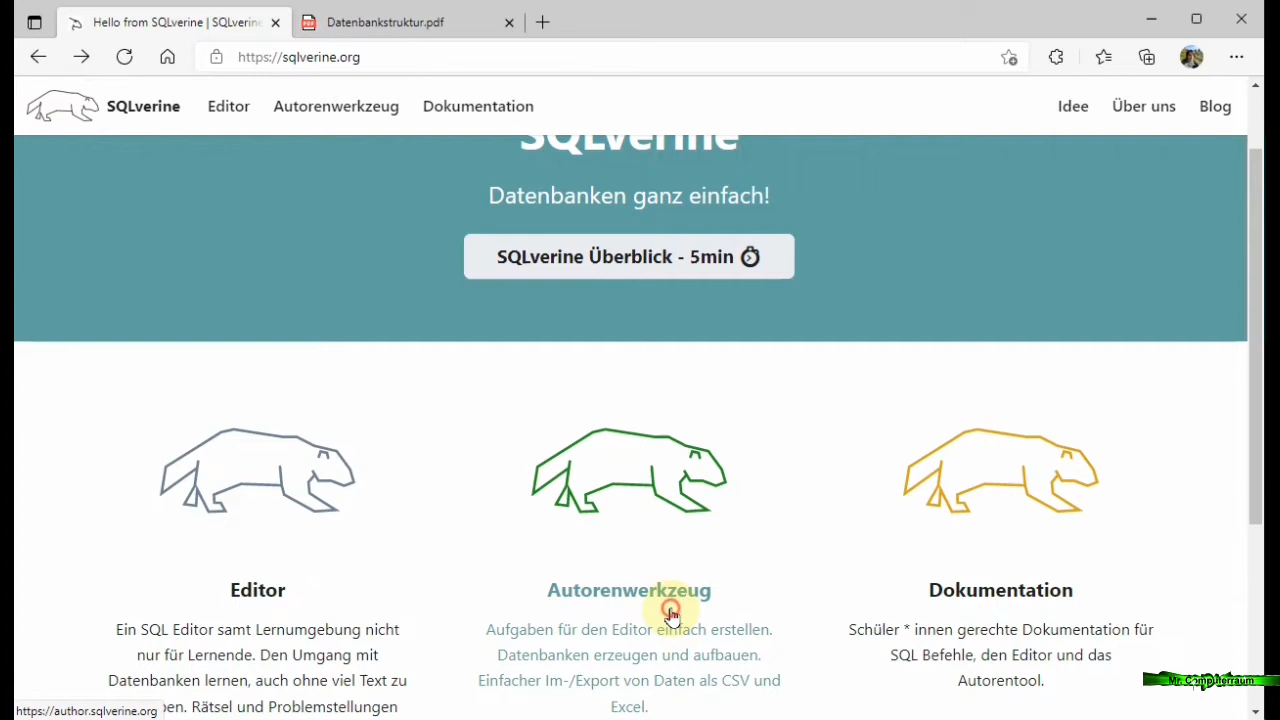 Hello from SQLverine | SQLverine
Datenbankstruktur.pdf
https://sqlverine.org
SQLverine
Editor
Autorenwerkzeug
Dokumentation
Idee
Über uns
Blog
SQLverine
Datenbanken ganz einfach!
SQLverine Überblick - 5min
Editor
Ein SQL Editor samt Lernumgebung nicht
nur für Lernende. Den Umgang mit
Datenbanken lernen, auch ohne viel Text zu
Rätsel und Problemstellungen
Autorenwerkzeug
Aufgaben für den Editor einfach erstellen.
Datenbanken erzeugen und aufbauen.
Einfacher Im-/Export von Daten als CSV und
Excel.
Dokumentation
Schüler * innen gerechte Dokumentation für
SQL Befehle, den Editor und das
Autorentool.
https://author.sqlverine.org
Mr. Computerraum